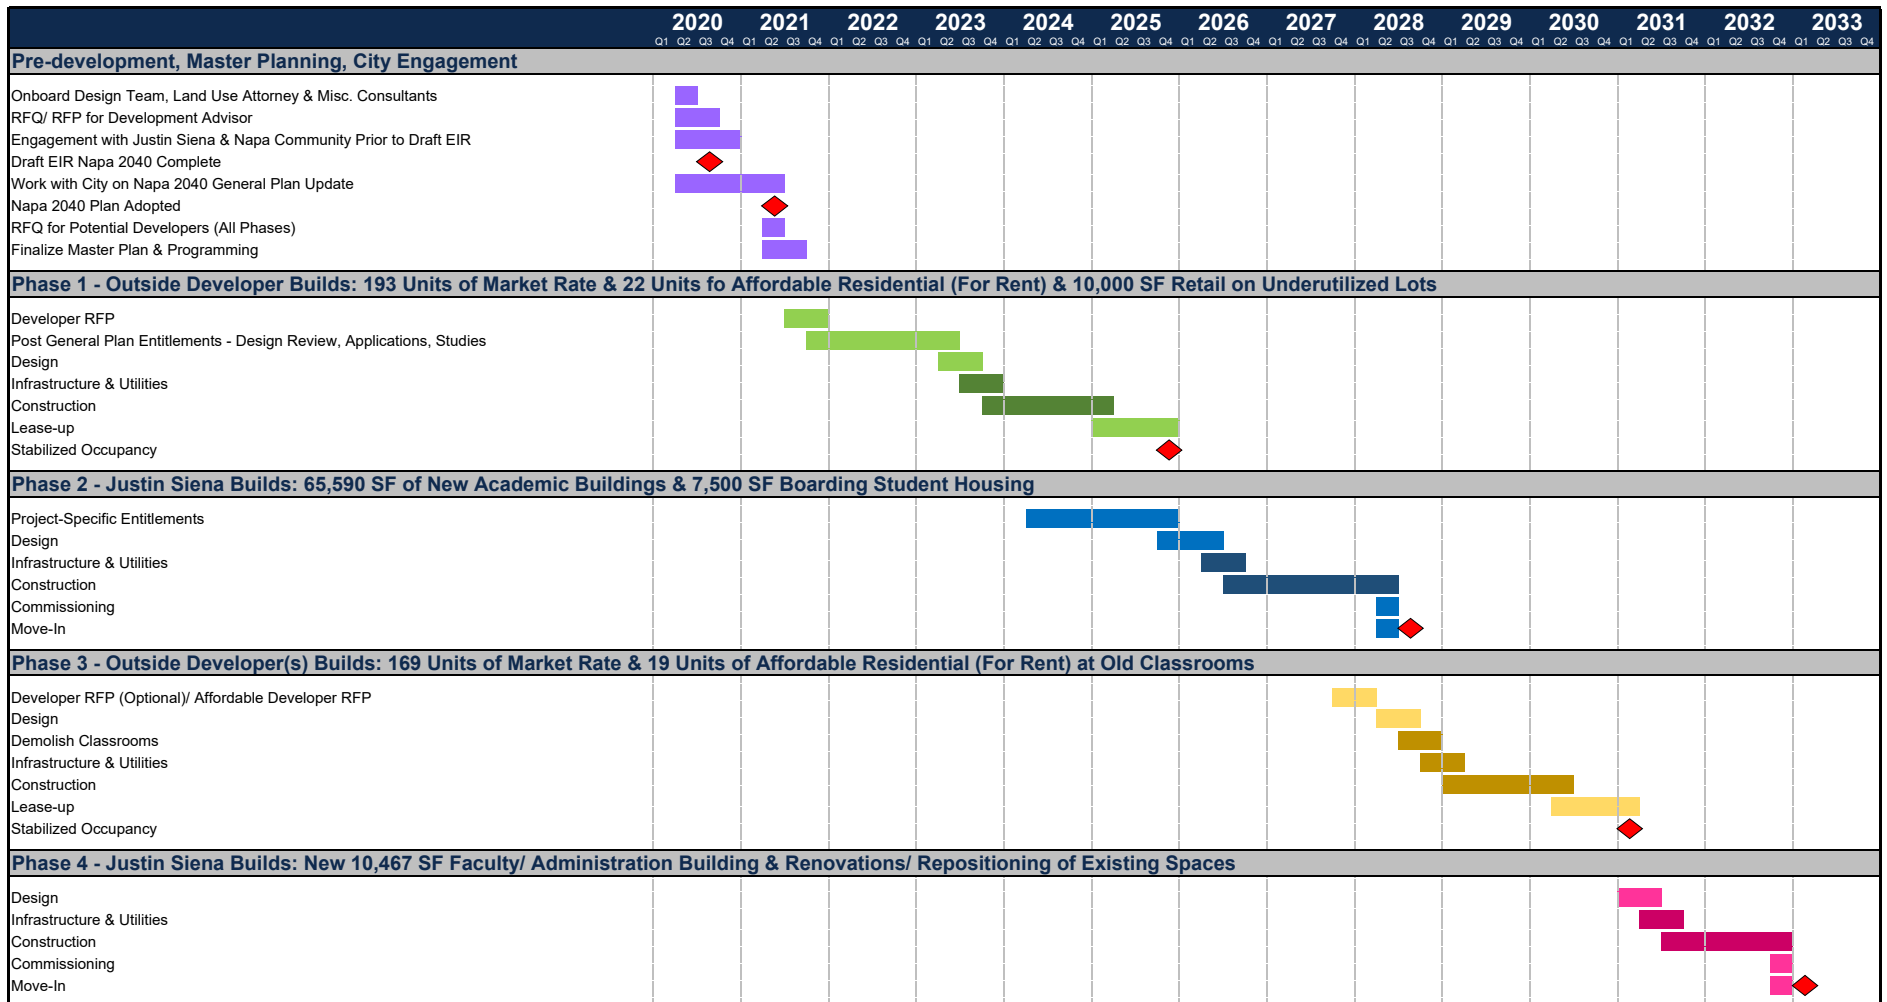 2020 2021 2022 2023 2024 2025 2026 2027 2028 2029 2030 2031 2032 2033
Q1 Q2 Q3 Q4 Q1 Q2 Q3 Q4 Q1 Q2 Q3 Q4 Q1 Q2 Q3 Q4 Q1 Q2 Q3 Q4 Q1 Q2 Q3 Q4 Q1 Q2 Q3 Q4 Q1 Q2 Q3 Q4 Q1 Q2 Q3 Q4 Q1 Q2 Q3 Q4 Q1 Q2 Q3 Q4 Q1 Q2 Q3 Q4 Q1 Q2 Q3 Q4 Q1 Q2 Q3 Q4
Pre-development, Master Planning, City Engagement
Onboard Design Team, Land Use Attorney & Misc. Consultants
RFQ/ RFP for Development Advisor
Engagement with Justin Siena & Napa Community Prior to Draft EIR
Draft EIR Napa 2040 Complete
Work with City on Napa 2040 General Plan Update
Napa 2040 Plan Adopted
RFQ for Potential Developers (All Phases)
Finalize Master Plan & Programming
Phase 1 - Outside Developer Builds: 193 Units of Market Rate & 22 Units fo Affordable Residential (For Rent) & 10,000 SF Retail on Underutilized Lots
Developer RFP
Post General Plan Entitlements - Design Review, Applications, Studies
Design
Infrastructure & Utilities
Construction
Lease-up
Stabilized Occupancy
Phase 2 - Justin Siena Builds: 65,590 SF of New Academic Buildings & 7,500 SF Boarding Student Housing
Project-Specific Entitlements
Design
Infrastructure & Utilities
Construction
Commissioning
Move-In
Phase 3 - Outside Developer(s) Builds: 169 Units of Market Rate & 19 Units of Affordable Residential (For Rent) at Old Classrooms
Developer RFP (Optional)/ Affordable Developer RFP
Design
Demolish Classrooms
Infrastructure & Utilities
Construction
Lease-up
Stabilized Occupancy
Phase 4 - Justin Siena Builds: New 10,467 SF Faculty/ Administration Building & Renovations/ Repositioning of Existing Spaces
Design
Infrastructure & Utilities
Construction
Commissioning
Move-In